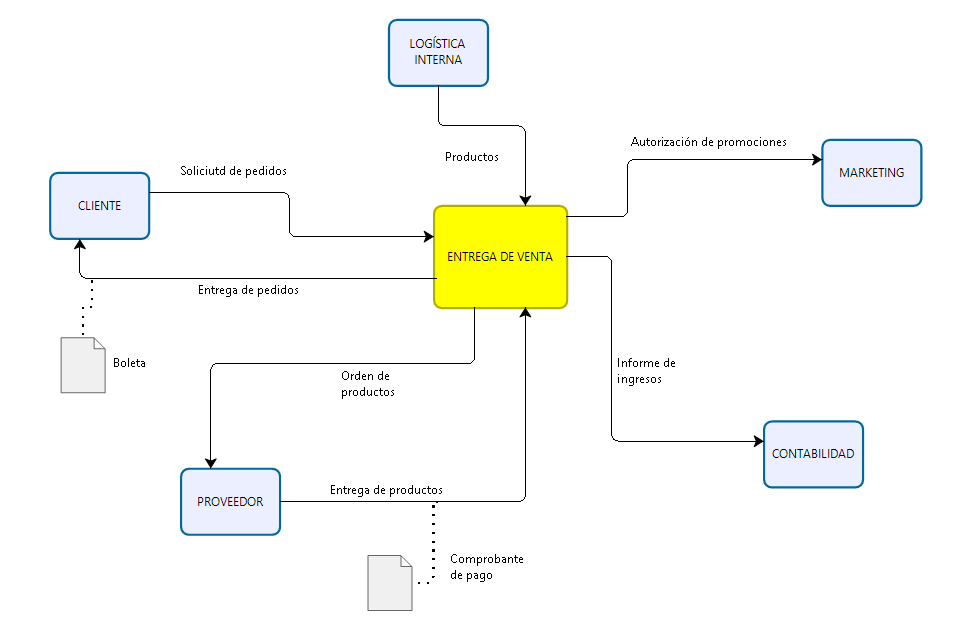 LOGÍSTICA
INTERNA
Autorización de promociones
Productos
Soliciutd de pedidos
MARKETING
CLIENTE
ENTREGA DE VENTA
Entrega de pedidos
Boleta
Informe de
ingresos
Orden de
productos
CONTABILIDAD
Entrega de productos
PROVEEDOR
Comprobante
de pago